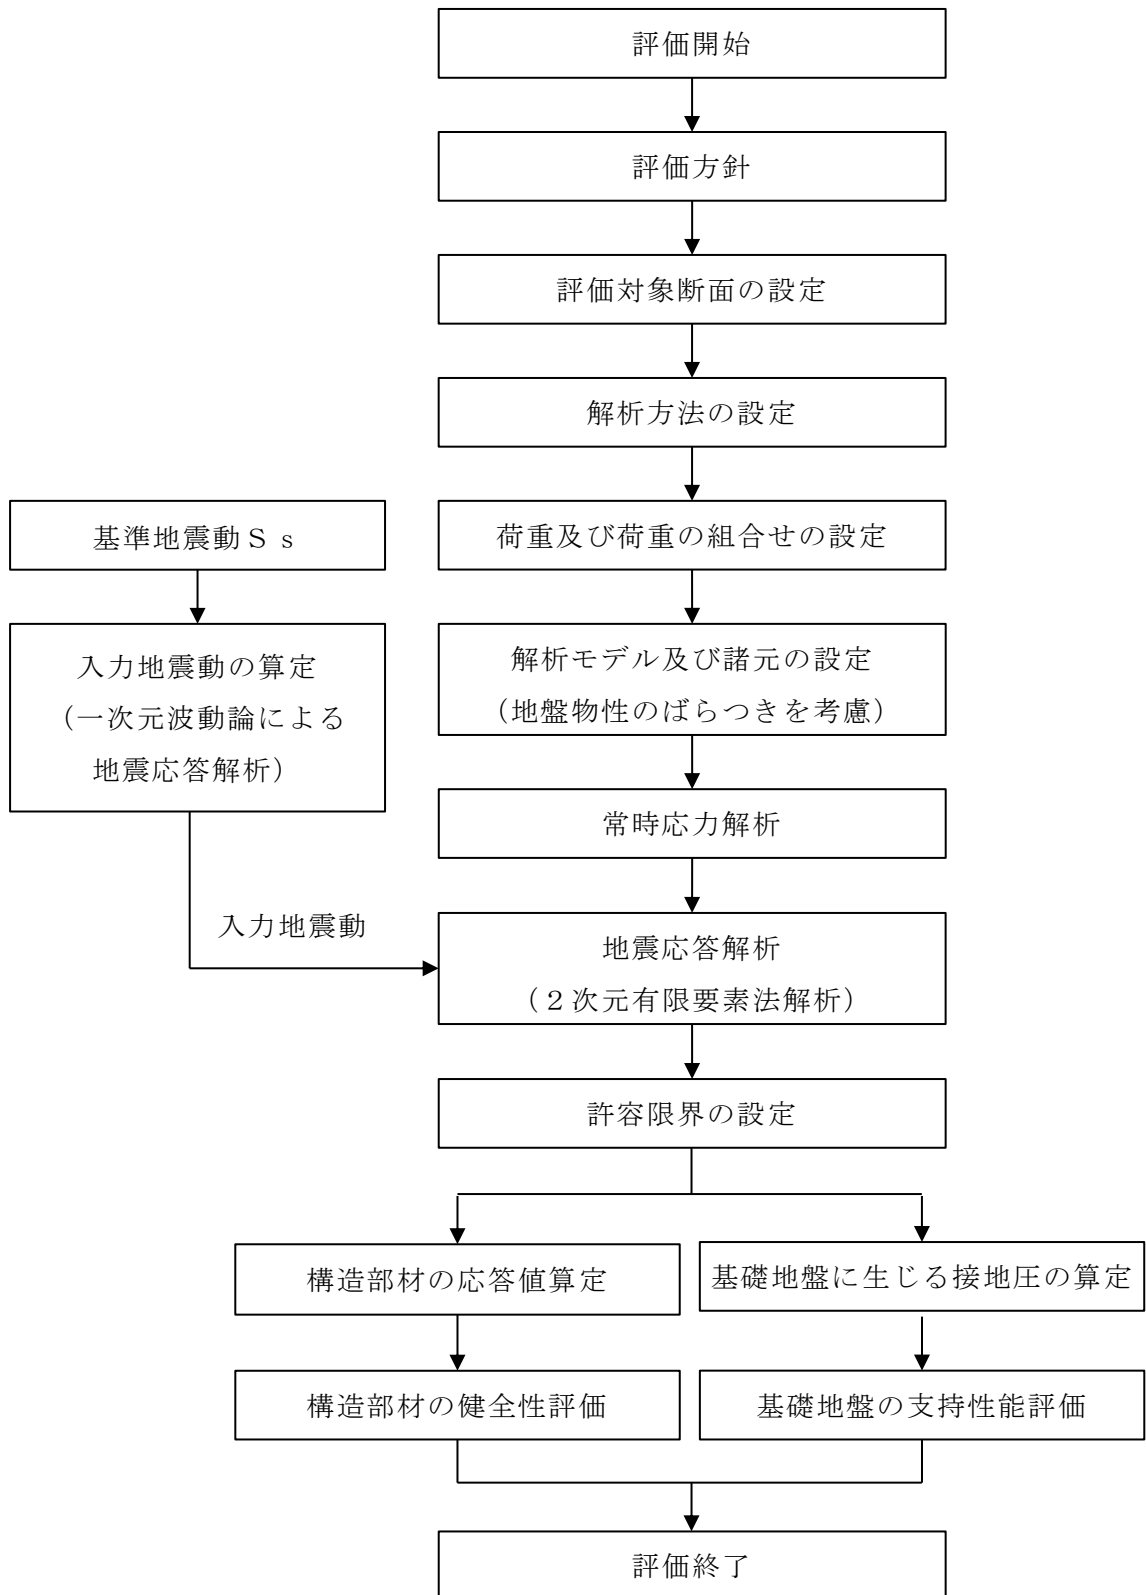 評価開始
評価方針
評価対象断面の設定
解析方法の設定
荷重及び荷重の組合せの設定
基準地震動Ｓｓ
入力地震動の算定
（一次元波動論による
地震応答解析）
解析モデル及び諸元の設定
（地盤物性のばらつきを考慮）
常時応力解析
入力地震動
地震応答解析
（２次元有限要素法解析）
許容限界の設定
構造部材の応答値算定
基礎地盤に生じる接地圧の算定
構造部材の健全性評価
基礎地盤の支持性能評価
評価終了